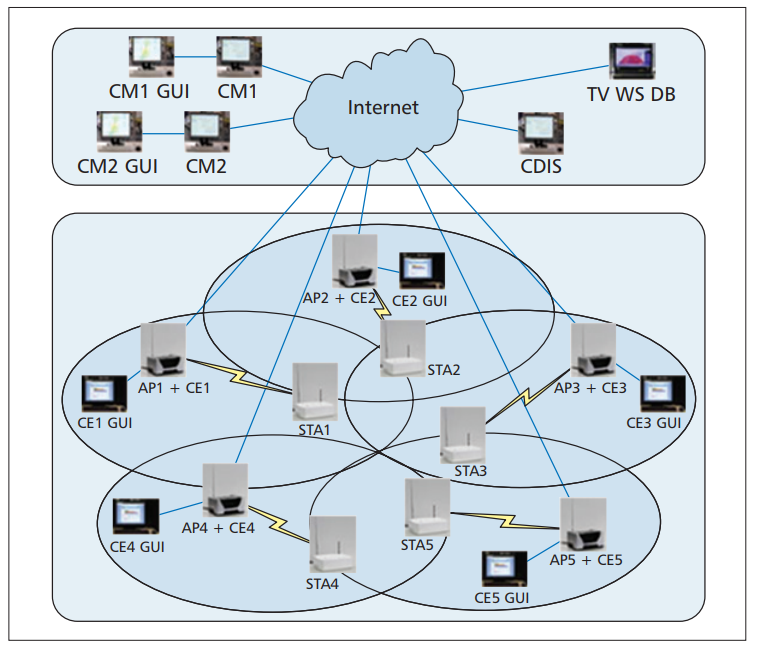 Internet
CM1 GUI
CM1
TV WS DB
CM2 GUI
CM2
CDIS
AP2 + CE2
CE2 GUI
STA2
AP1 + CE1
CE1 GUI
STA1
AP3 + CE3
CE3 GUI
STA3
AP4 + CE4
CE4 GUI
STA4
STA5
AP5 + CE5
CE5 GUI